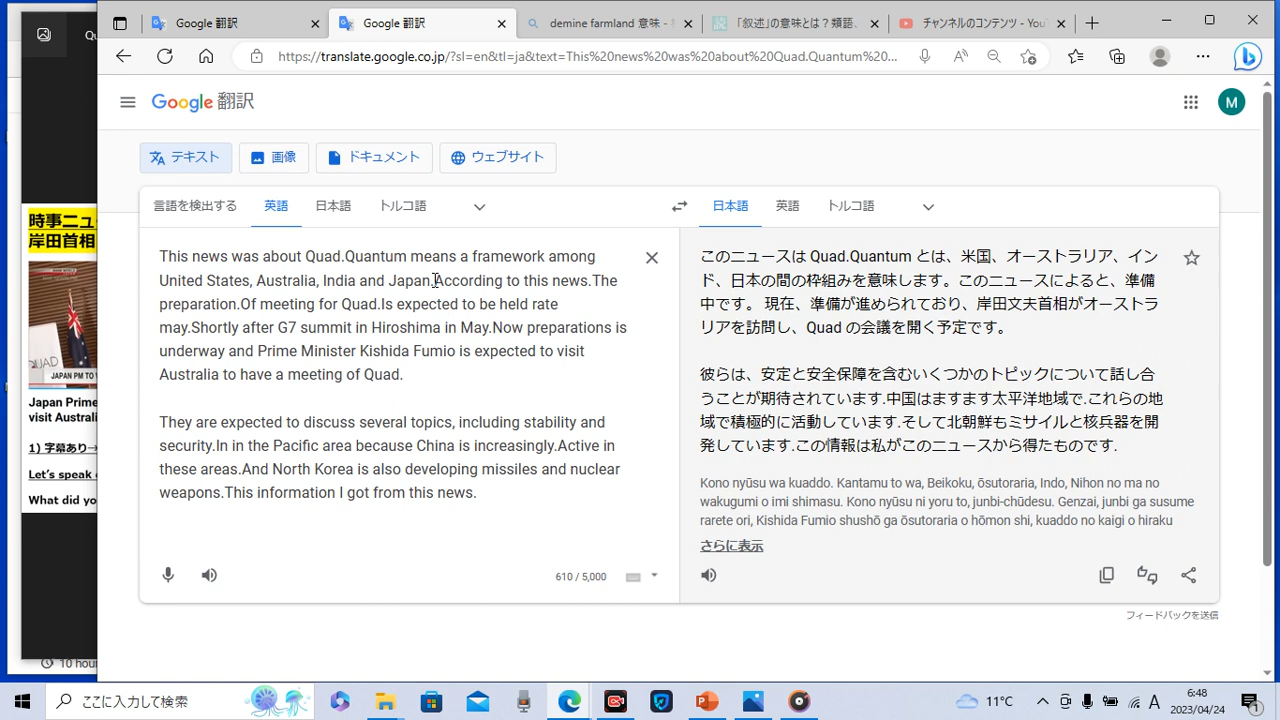 Google 翻訳
Google 翻訳
demine farmland 意味 -
「叙述」の意味とは？類語、
チャンネルのコンテンツ - You
Qu
https://translate.google.co.jp/?sl=en&tl=ja&text=This%20news%20was%20about%20Quad.Quantum%20...
Google 翻訳
M
テキスト
画像
ドキュメント
ウェブサイト
言語を検出する
英語
日本語
トルコ語
日本語
英語
トルコ語
This news was about Quad.Quantum means a framework among
United States, Australia, India and Japan.According to this news.The
preparation.Of meeting for Quad.Is expected to be held rate
may.Shortly after G7 summit in Hiroshima in May.Now preparations is
underway and Prime Minister Kishida Fumio is expected to visit
Australia to have a meeting of Quad.
They are expected to discuss several topics, including stability and
security.In in the Pacific area because China is increasingly.Active in
these areas.And North Korea is also developing missiles and nuclear
weapons.This information I got from this news.
610 / 5,000
このニュースは Quad.Quantum とは、米国、オーストラリア、イン
ド、日本の間の枠組みを意味します。このニュースによると、準備
中です。 現在、準備が進められており、岸田文夫首相がオーストラ
リアを訪問し、Quad の会議を開く予定です。
彼らは、安定と安全保障を含むいくつかのトピックについて話し合
うことが期待されています.中国はますます太平洋地域で.これらの地
域で積極的に活動しています.そして北朝鮮もミサイルと核兵器を開
発しています.この情報は私がこのニュースから得たものです.
Kono nyūsu wa kuaddo. Kantamu to wa, Beikoku, ōsutoraria, Indo, Nihon no ma no
wakugumi o imi shimasu. Kono nyūsu ni yoru to, junbi-chūdesu. Genzai, junbi ga susume
rarete ori, Kishida Fumio shushō ga ōsutoraria o hōmon shi, kuaddo no kaigi o hiraku
さらに表示
フィードバックを送信
時事ニュ
岸田首相
QUAD
JAPAN PM TO V
Japan Prime
visit Austral
1) 字幕あり→
Let's speak
What did yo
10 hour
ここに入力して検索
11°C
A
6:48
2023/04/24
1